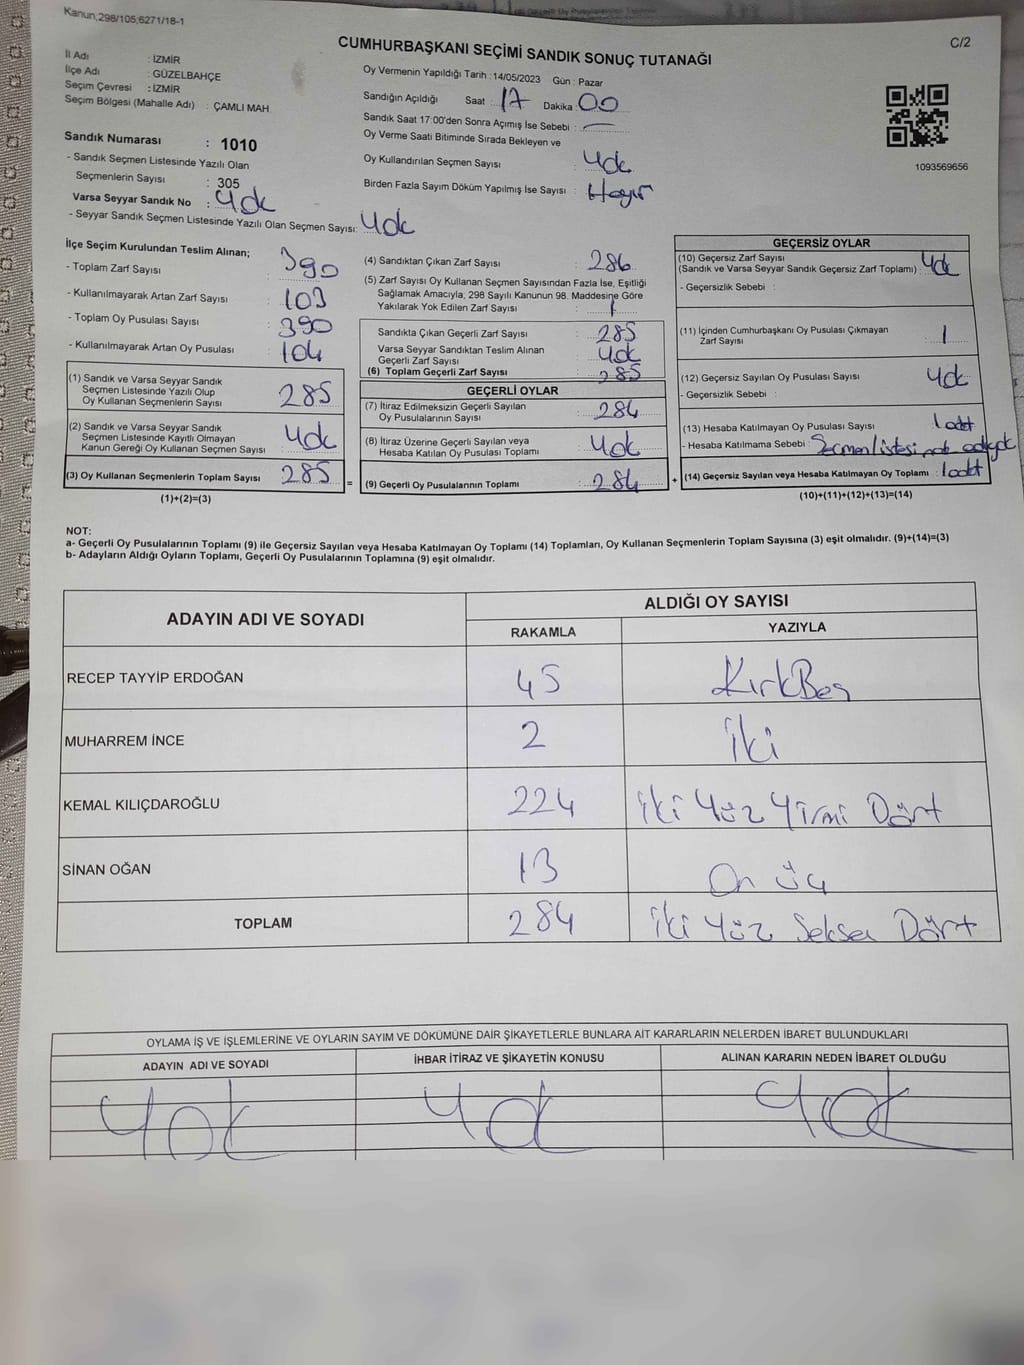 Kanun,298/105,6271/18-1
C/2
CUMHURBAŞKANI SEÇİMİ SANDIK SONUÇ TUTANAĞI
İl Adı : İZMİR
İlçe Adı : GÜZELBAHÇE
Seçim Çevresi : İZMİR
Seçim Bölgesi (Mahalle Adı) : ÇAMLI MAH.
Oy Vermenin Yapıldığı Tarih : 14/05/2023 Gün : Pazar
Sandığın Açıldığı Saat : 17 Dakika : 00
Sandık Saat 17:00'den Sonra Açımış İse Sebebi : —
Oy Verme Saati Bitiminde Sırada Bekleyen ve
Oy Kullandırılan Seçmen Sayısı : Yok
Birden Fazla Sayım Döküm Yapılmış İse Sayısı : Hayır
1093569656
Sandık Numarası : 1010
- Sandık Seçmen Listesinde Yazılı Olan
Seçmenlerin Sayısı : 305
Varsa Seyyar Sandık No : Yok
- Seyyar Sandık Seçmen Listesinde Yazılı Olan Seçmen Sayısı: Yok
İlçe Seçim Kurulundan Teslim Alınan;
- Toplam Zarf Sayısı : 390
- Kullanılmayarak Artan Zarf Sayısı : 103
- Toplam Oy Pusulası Sayısı : 390
- Kullanılmayarak Artan Oy Pusulası : 104
(1) Sandık ve Varsa Seyyar Sandık
Seçmen Listesinde Yazılı Olup
Oy Kullanan Seçmenlerin Sayısı : 285
(2) Sandık ve Varsa Seyyar Sandık
Seçmen Listesinde Kayıtlı Olmayan
Kanun Gereği Oy Kullanan Seçmen Sayısı : Yok
(3) Oy Kullanan Seçmenlerin Toplam Sayısı : 285 =
(1)+(2)=(3)
(4) Sandıktan Çıkan Zarf Sayısı : 286
(5) Zarf Sayısı Oy Kullanan Seçmen Sayısından Fazla İse, Eşitliği
Sağlamak Amacıyla; 298 Sayılı Kanunun 98. Maddesine Göre
Yakılarak Yok Edilen Zarf Sayısı : 1
Sandıkta Çıkan Geçerli Zarf Sayısı : 285
Varsa Seyyar Sandıktan Teslim Alınan
Geçerli Zarf Sayısı : Yok
(6) Toplam Geçerli Zarf Sayısı : 285
GEÇERLİ OYLAR
(7) İtiraz Edilmeksizin Geçerli Sayılan
Oy Pusulalarının Sayısı : 284
(8) İtiraz Üzerine Geçerli Sayılan veya
Hesaba Katılan Oy Pusulası Toplamı : Yok
(9) Geçerli Oy Pusulalarının Toplamı : 284 +
GEÇERSİZ OYLAR
(10) Geçersiz Zarf Sayısı
(Sandık ve Varsa Seyyar Sandık Geçersiz Zarf Toplamı) : Yok
- Geçersizlik Sebebi :
(11) İçinden Cumhurbaşkanı Oy Pusulası Çıkmayan
Zarf Sayısı : 1
(12) Geçersiz Sayılan Oy Pusulası Sayısı : Yok
- Geçersizlik Sebebi :
(13) Hesaba Katılmayan Oy Pusulası Sayısı : 1 adet
- Hesaba Katılmama Sebebi : Seçmen listesi
(14) Geçersiz Sayılan veya Hesaba Katılmayan Oy Toplamı : 1 adet
(10)+(11)+(12)+(13)=(14)
NOT:
a- Geçerli Oy Pusulalarının Toplamı (9) ile Geçersiz Sayılan veya Hesaba Katılmayan Oy Toplamı (14) Toplamları, Oy Kullanan Seçmenlerin Toplam Sayısına (3) eşit olmalıdır. (9)+(14)=(3)
b- Adayların Aldığı Oyların Toplamı, Geçerli Oy Pusulalarının Toplamına (9) eşit olmalıdır.
ADAYIN ADI VE SOYADI
ALDIĞI OY SAYISI
RAKAMLA YAZIYLA
RECEP TAYYİP ERDOĞAN 45 KırkBeş
MUHARREM İNCE 2 iki
KEMAL KILIÇDAROĞLU 224 iki Yüz Yirmi Dört
SİNAN OĞAN 13 On üç
TOPLAM 284 iki Yüz Seksen Dört
OYLAMA İŞ VE İŞLEMLERİNE VE OYLARIN SAYIM VE DÖKÜMÜNE DAİR ŞİKAYETLERLE BUNLARA AİT KARARLARIN NELERDEN İBARET BULUNDUKLARI
ADAYIN ADI VE SOYADI İHBAR İTİRAZ VE ŞİKAYETİN KONUSU ALINAN KARARIN NEDEN İBARET OLDUĞU
Yok Yok Yok